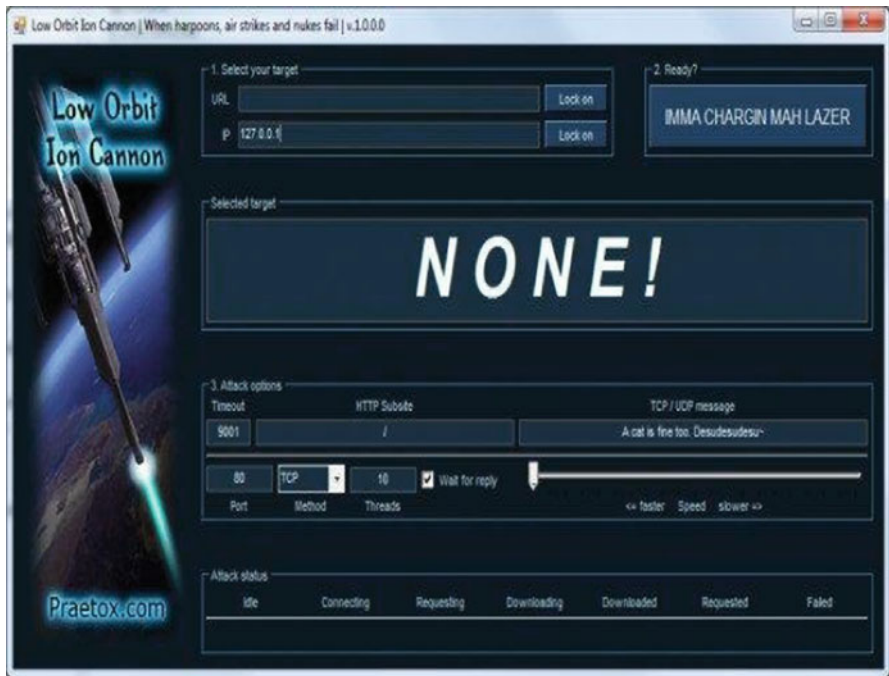 Low Orbit Ion Cannon | When harpoons, air strikes and nukes fail | v.1.0.0.0
Low Orbit
Ion Cannon
1. Select your target
URL
Lock on
IP
127.0.0.1
Lock on
2. Ready?
IMMA CHARGIN MAH LAZER
Selected target
NONE!
3. Attack options
Timeout
HTTP Subsite
TCP / UDP message
9001
/
A cat is fine too. Desudesudesu~
80
TCP
10
Wait for reply
Port
Method
Threads
<= faster Speed slower =>
Attack status
Idle
Connecting
Requesting
Downloading
Downloaded
Requested
Failed
Praetox.com